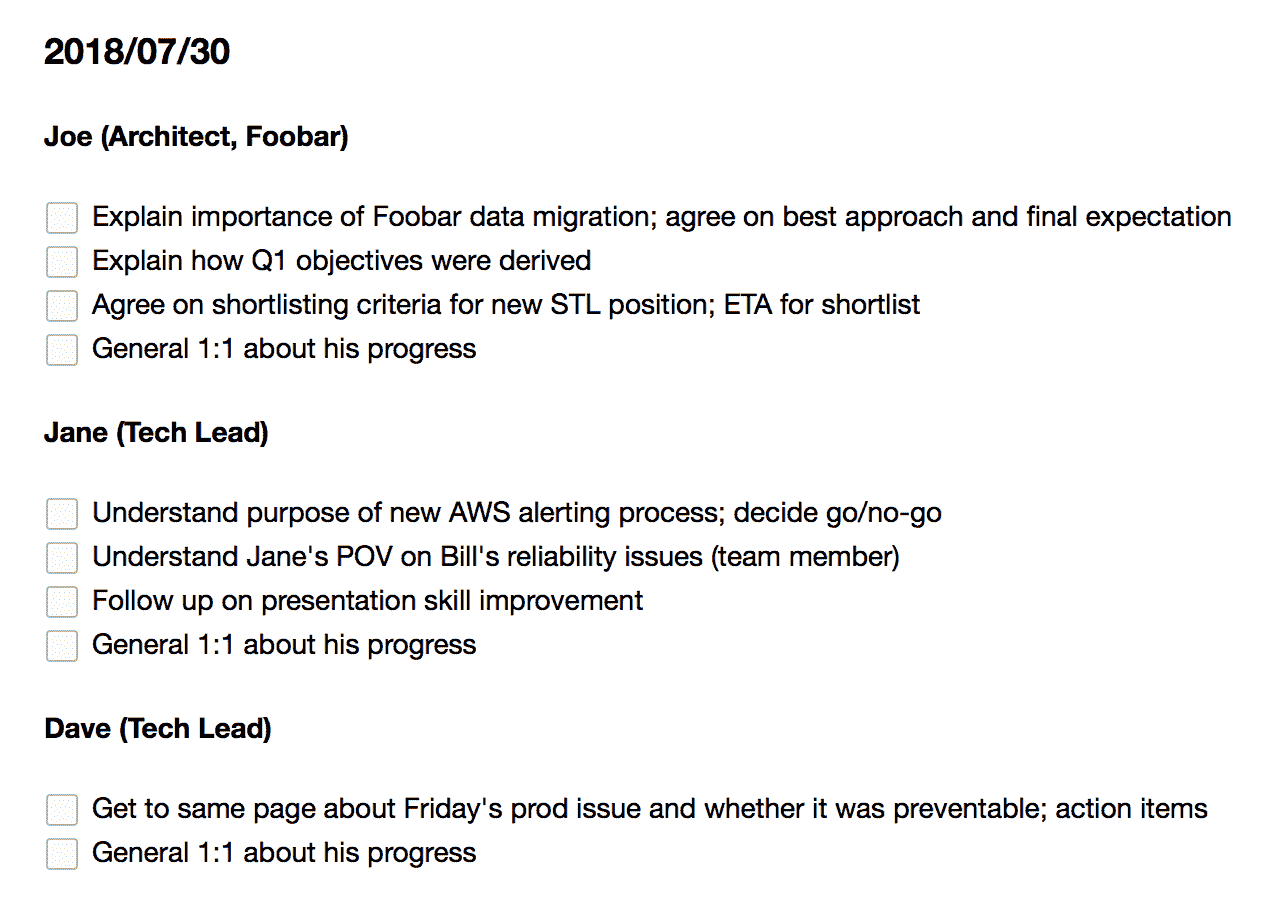 2018/07/30
Joe (Architect, Foobar)
Explain importance of Foobar data migration; agree on best approach and final expectation
Explain how Q1 objectives were derived
Agree on shortlisting criteria for new STL position; ETA for shortlist
General 1:1 about his progress
Jane (Tech Lead)
Understand purpose of new AWS alerting process; decide go/no-go
Understand Jane's POV on Bill's reliability issues (team member)
Follow up on presentation skill improvement
General 1:1 about his progress
Dave (Tech Lead)
Get to same page about Friday's prod issue and whether it was preventable; action items
General 1:1 about his progress